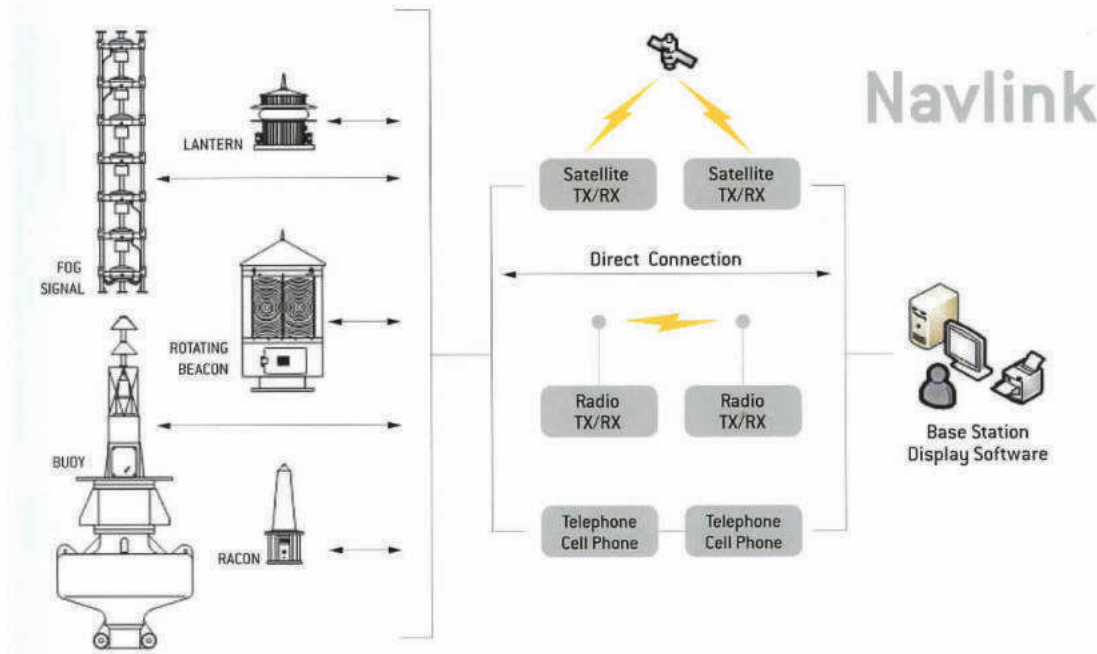 Navlink
LANTERN
FOG
SIGNAL
ROTATING
BEACON
BUOY
RACON
Satellite
TX/RX
Satellite
TX/RX
Direct Connection
Radio
TX/RX
Radio
TX/RX
Telephone
Cell Phone
Telephone
Cell Phone
Base Station
Display Software